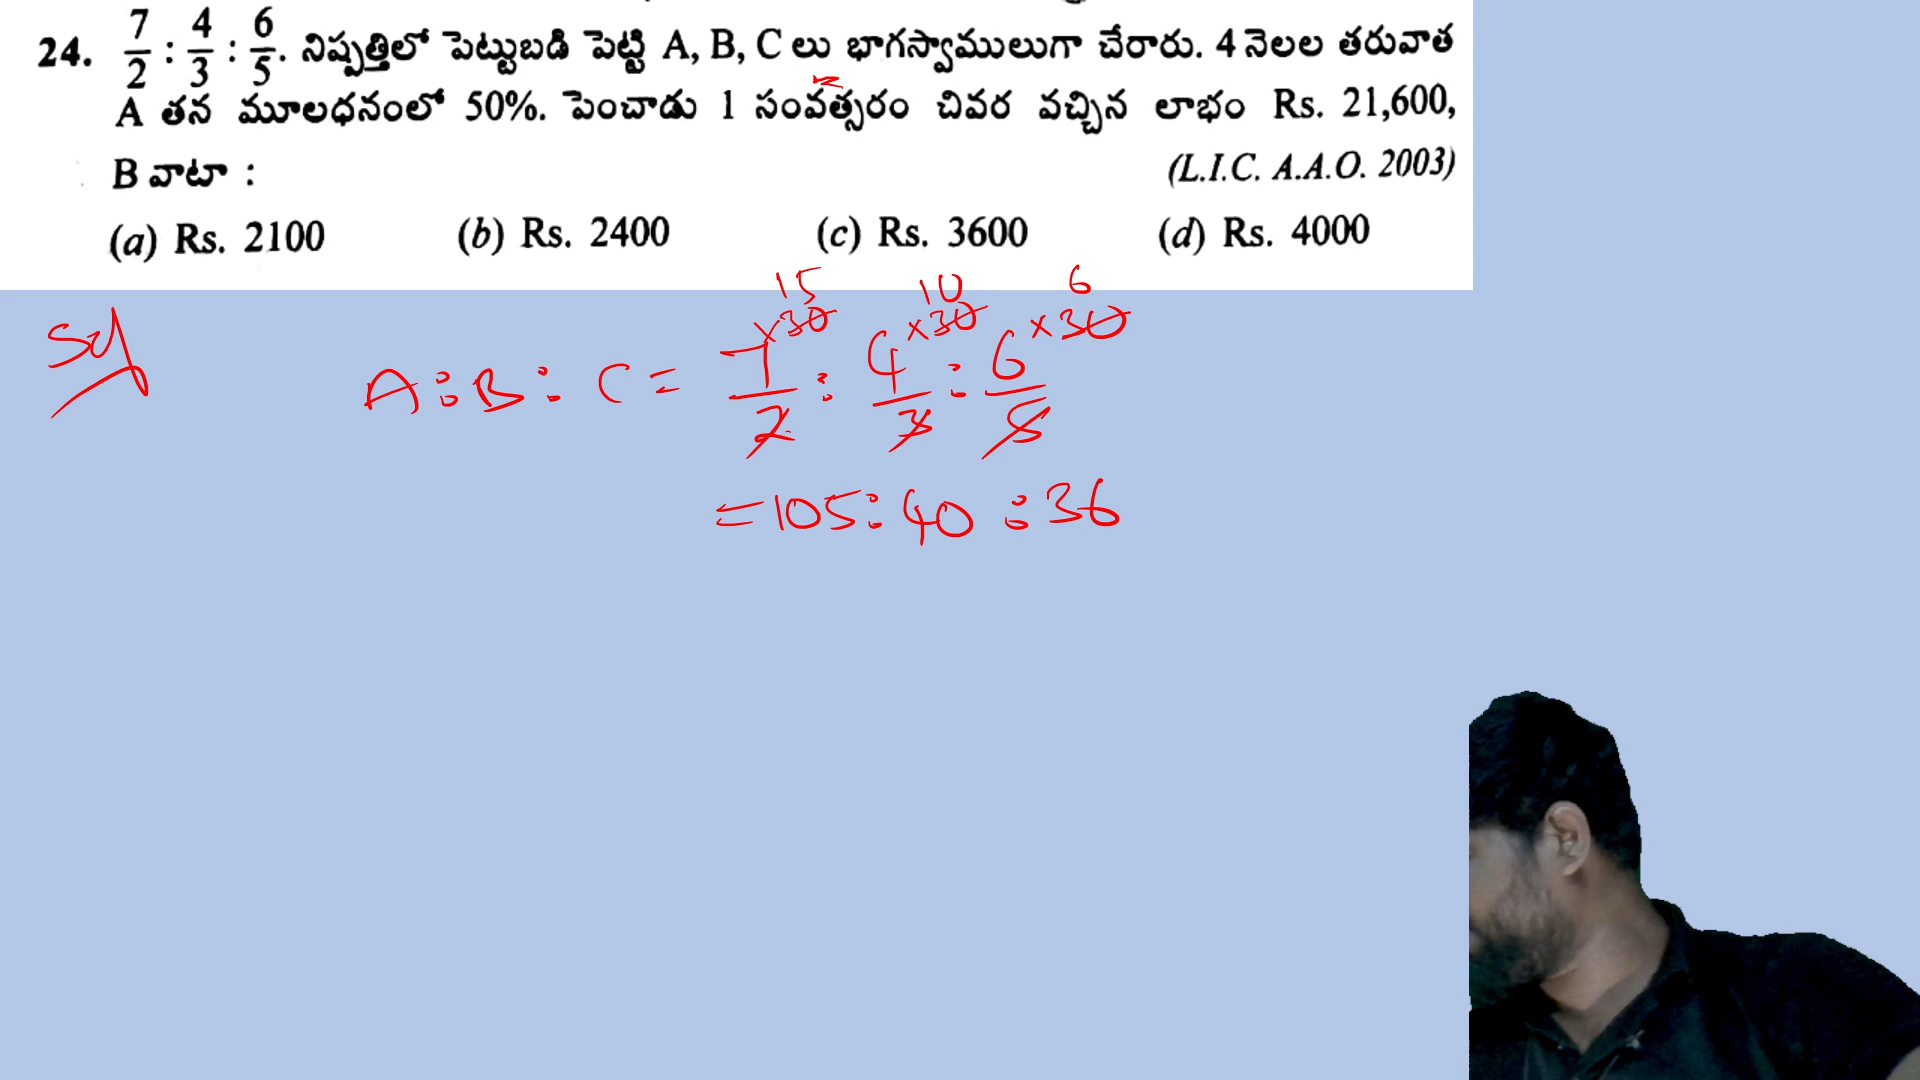 24. 7/2 : 4/3 : 6/5. నిష్పత్తిలో పెట్టుబడి పెట్టి A, B, C లు భాగస్వాములుగా చేరారు. 4 నెలల తరువాత
A తన మూలధనంలో 50%. పెంచాడు 1 సంవత్సరం చివర వచ్చిన లాభం Rs. 21,600,
B వాటా :
(L.I.C. A.A.O. 2003)
(a) Rs. 2100 (b) Rs. 2400 (c) Rs. 3600 (d) Rs. 4000
Sol
15 10 6
A : B : C = 7/2 ×30 : 4/3 ×30 : 6/5 ×30
= 105 : 40 : 36